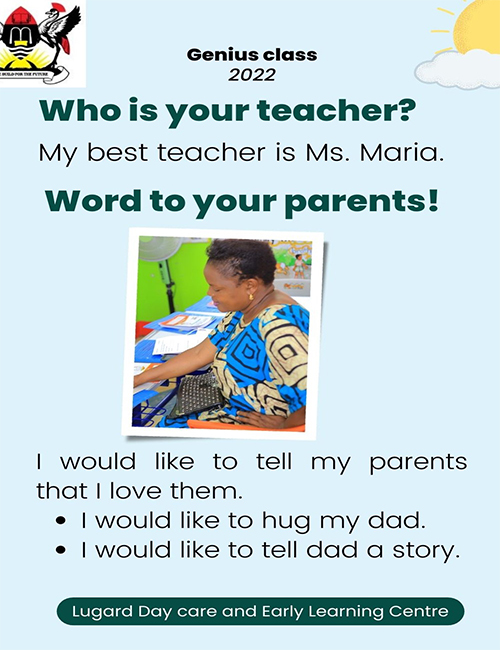 BUILD FOR THE FUTURE
Genius class
2022
Who is your teacher?
My best teacher is Ms. Maria.
Word to your parents!
I would like to tell my parents
that I love them.
• I would like to hug my dad.
• I would like to tell dad a story.
Lugard Day care and Early Learning Centre